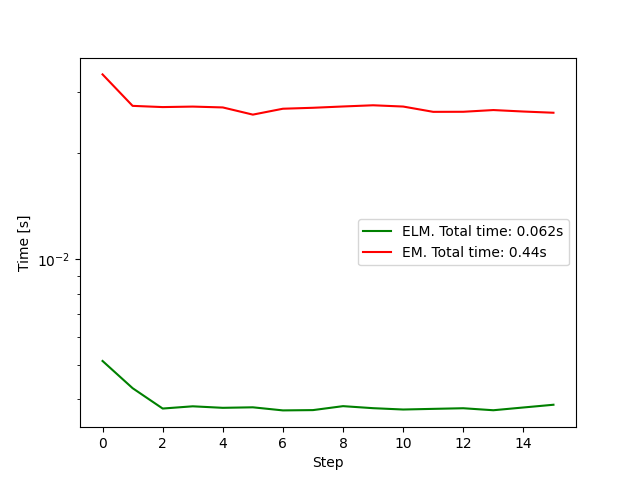 Time [s]
10⁻²
ELM. Total time: 0.062s
EM. Total time: 0.44s
0 2 4 6 8 10 12 14
Step